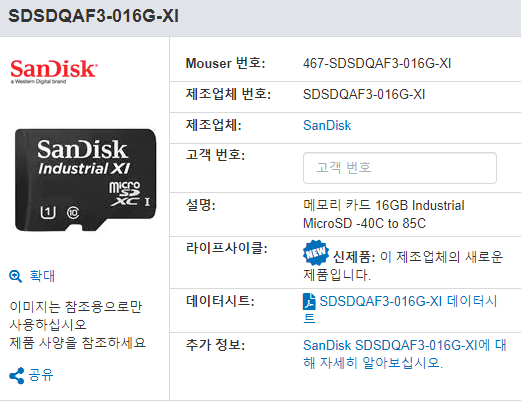 SDSDQAF3-016G-XI
SanDisk®
a Western Digital brand
SanDisk
Industrial XI
micro
SD
XC I
U1
10
확대
이미지는 참조용으로만
사용하십시오
제품 사양을 참조하세요
공유
Mouser 번호: 467-SDSDQAF3-016G-XI
제조업체 번호: SDSDQAF3-016G-XI
제조업체: SanDisk
고객 번호: 고객 번호
설명: 메모리 카드 16GB Industrial
MicroSD -40C to 85C
라이프사이클: NEW 신제품: 이 제조업체의 새로운
제품입니다.
데이터시트: SDSDQAF3-016G-XI 데이터시
트
추가 정보: SanDisk SDSDQAF3-016G-XI에 대
해 자세히 알아보십시오.